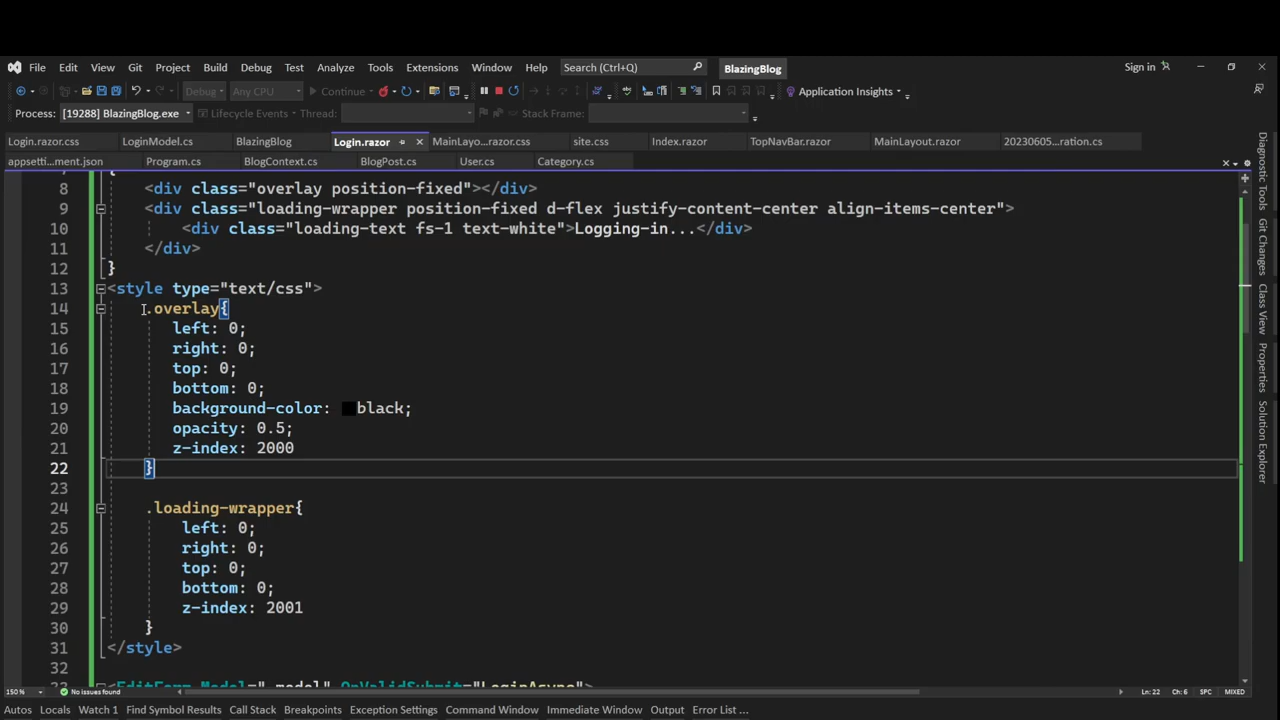 File Edit View Git Project Build Debug Test Analyze Tools Extensions Window Help Search (Ctrl+Q) BlazingBlog Sign in
Debug Any CPU Continue Application Insights
Process: [19288] BlazingBlog.exe Lifecycle Events Thread: Stack Frame:
Login.razor.css LoginModel.cs BlazingBlog Login.razor MainLayo...razor.css site.css Index.razor TopNavBar.razor MainLayout.razor 20230605...ration.cs
appsetti...ment.json Program.cs BlogContext.cs BlogPost.cs User.cs Category.cs
8 <div class="overlay position-fixed"></div>
9 <div class="loading-wrapper position-fixed d-flex justify-content-center align-items-center">
10 <div class="loading-text fs-1 text-white">Logging-in...</div>
11 </div>
12 }
13 <style type="text/css">
14 .overlay{
15 left: 0;
16 right: 0;
17 top: 0;
18 bottom: 0;
19 background-color: black;
20 opacity: 0.5;
21 z-index: 2000
22 }
23
24 .loading-wrapper{
25 left: 0;
26 right: 0;
27 top: 0;
28 bottom: 0;
29 z-index: 2001
30 }
31 </style>
32
150 % No issues found Ln: 22 Ch: 6 SPC MIXED
Autos Locals Watch 1 Find Symbol Results Call Stack Breakpoints Exception Settings Command Window Immediate Window Output Error List ...
Diagnostic Tools
Git Changes
Class View
Properties
Solution Explorer